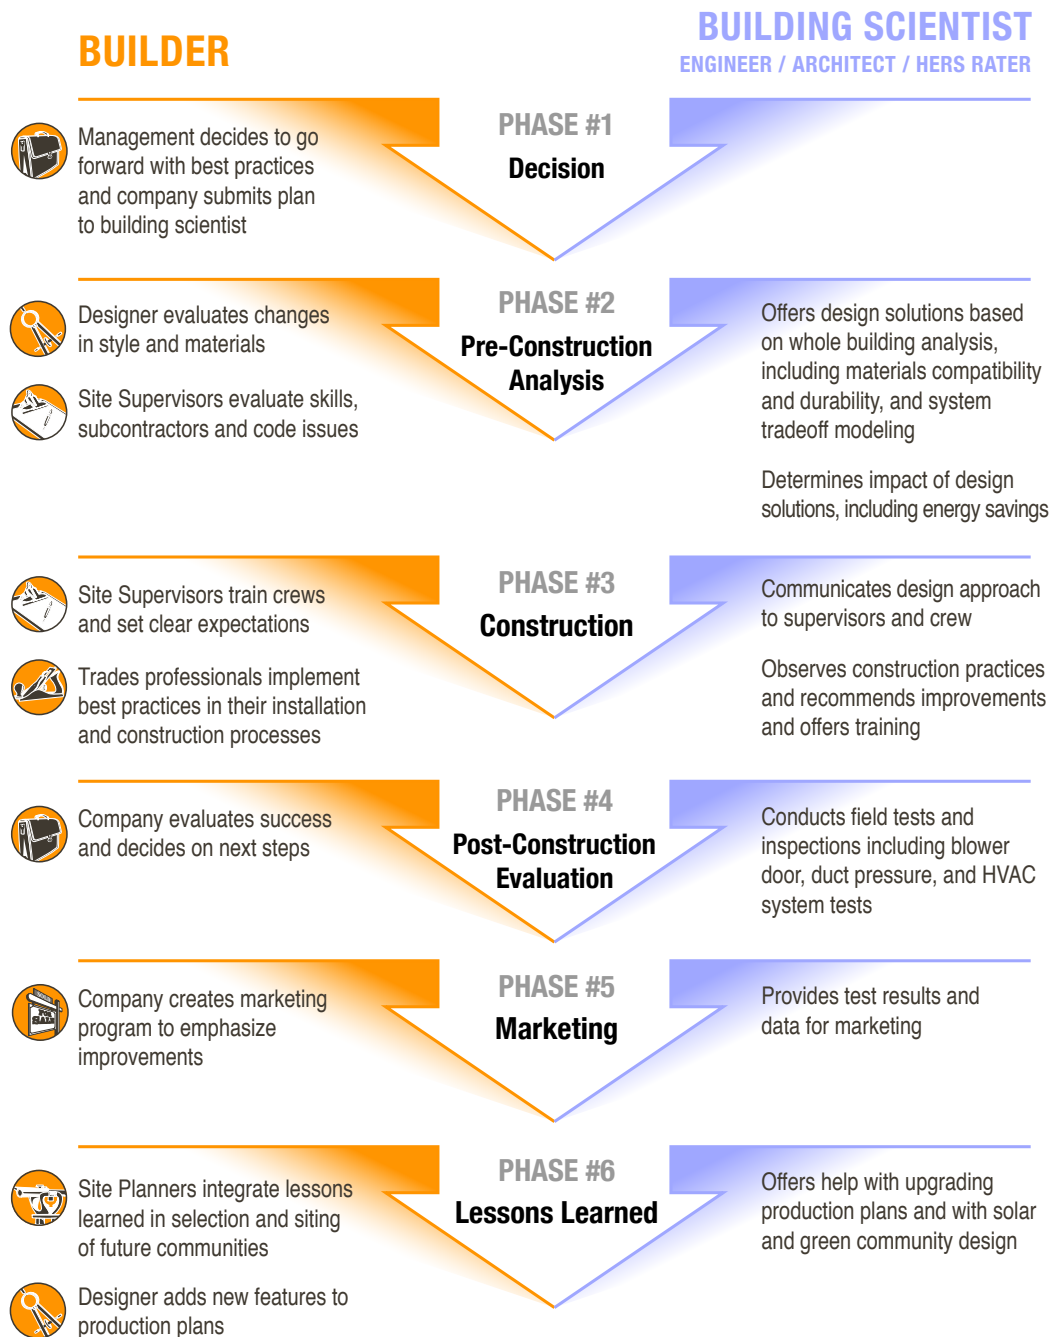 BUILDER
BUILDING SCIENTIST
ENGINEER / ARCHITECT / HERS RATER
PHASE #1
Decision
Management decides to go
forward with best practices
and company submits plan
to building scientist
PHASE #2
Pre-Construction
Analysis
Designer evaluates changes
in style and materials
Site Supervisors evaluate skills,
subcontractors and code issues
Offers design solutions based
on whole building analysis,
including materials compatibility
and durability, and system
tradeoff modeling
Determines impact of design
solutions, including energy savings
PHASE #3
Construction
Site Supervisors train crews
and set clear expectations
Trades professionals implement
best practices in their installation
and construction processes
Communicates design approach
to supervisors and crew
Observes construction practices
and recommends improvements
and offers training
PHASE #4
Post-Construction
Evaluation
Company evaluates success
and decides on next steps
Conducts field tests and
inspections including blower
door, duct pressure, and HVAC
system tests
PHASE #5
Marketing
FOR
SALE
Company creates marketing
program to emphasize
improvements
Provides test results and
data for marketing
PHASE #6
Lessons Learned
Site Planners integrate lessons
learned in selection and siting
of future communities
Designer adds new features to
production plans
Offers help with upgrading
production plans and with solar
and green community design